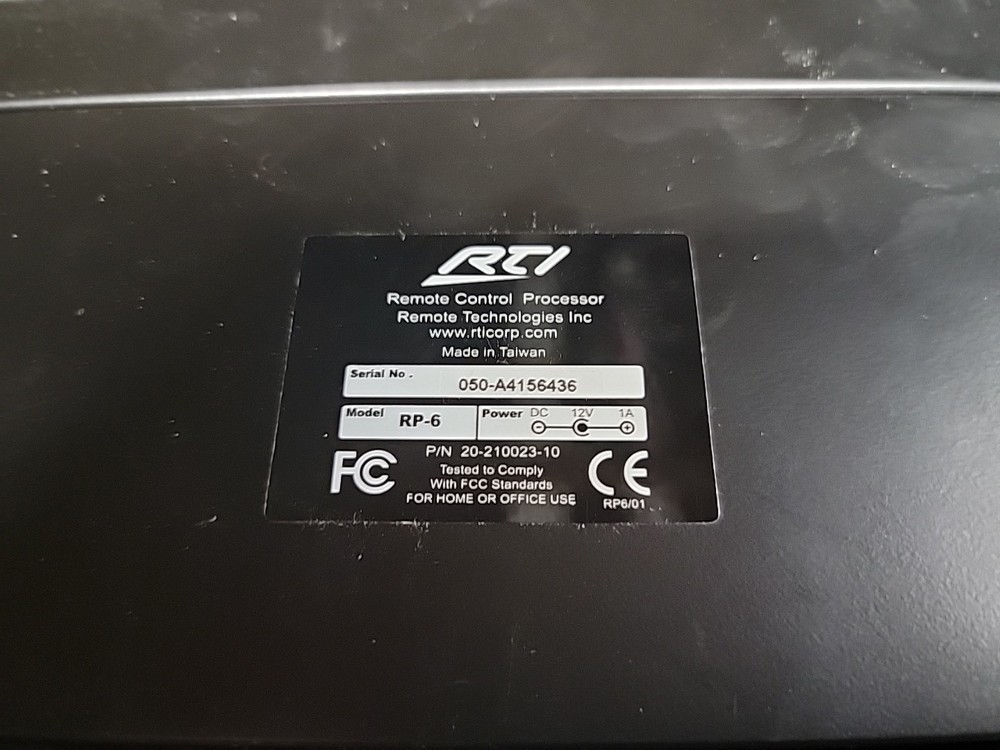 RTI
Remote Control Processor
Remote Technologies Inc
www.rticorp.com
Made in Taiwan
Serial No. 050-A4156436
Model RP-6 Power DC 12V 1A
P/N 20-210023-10
FC Tested to Comply CE
With FCC Standards
FOR HOME OR OFFICE USE
RP6/01